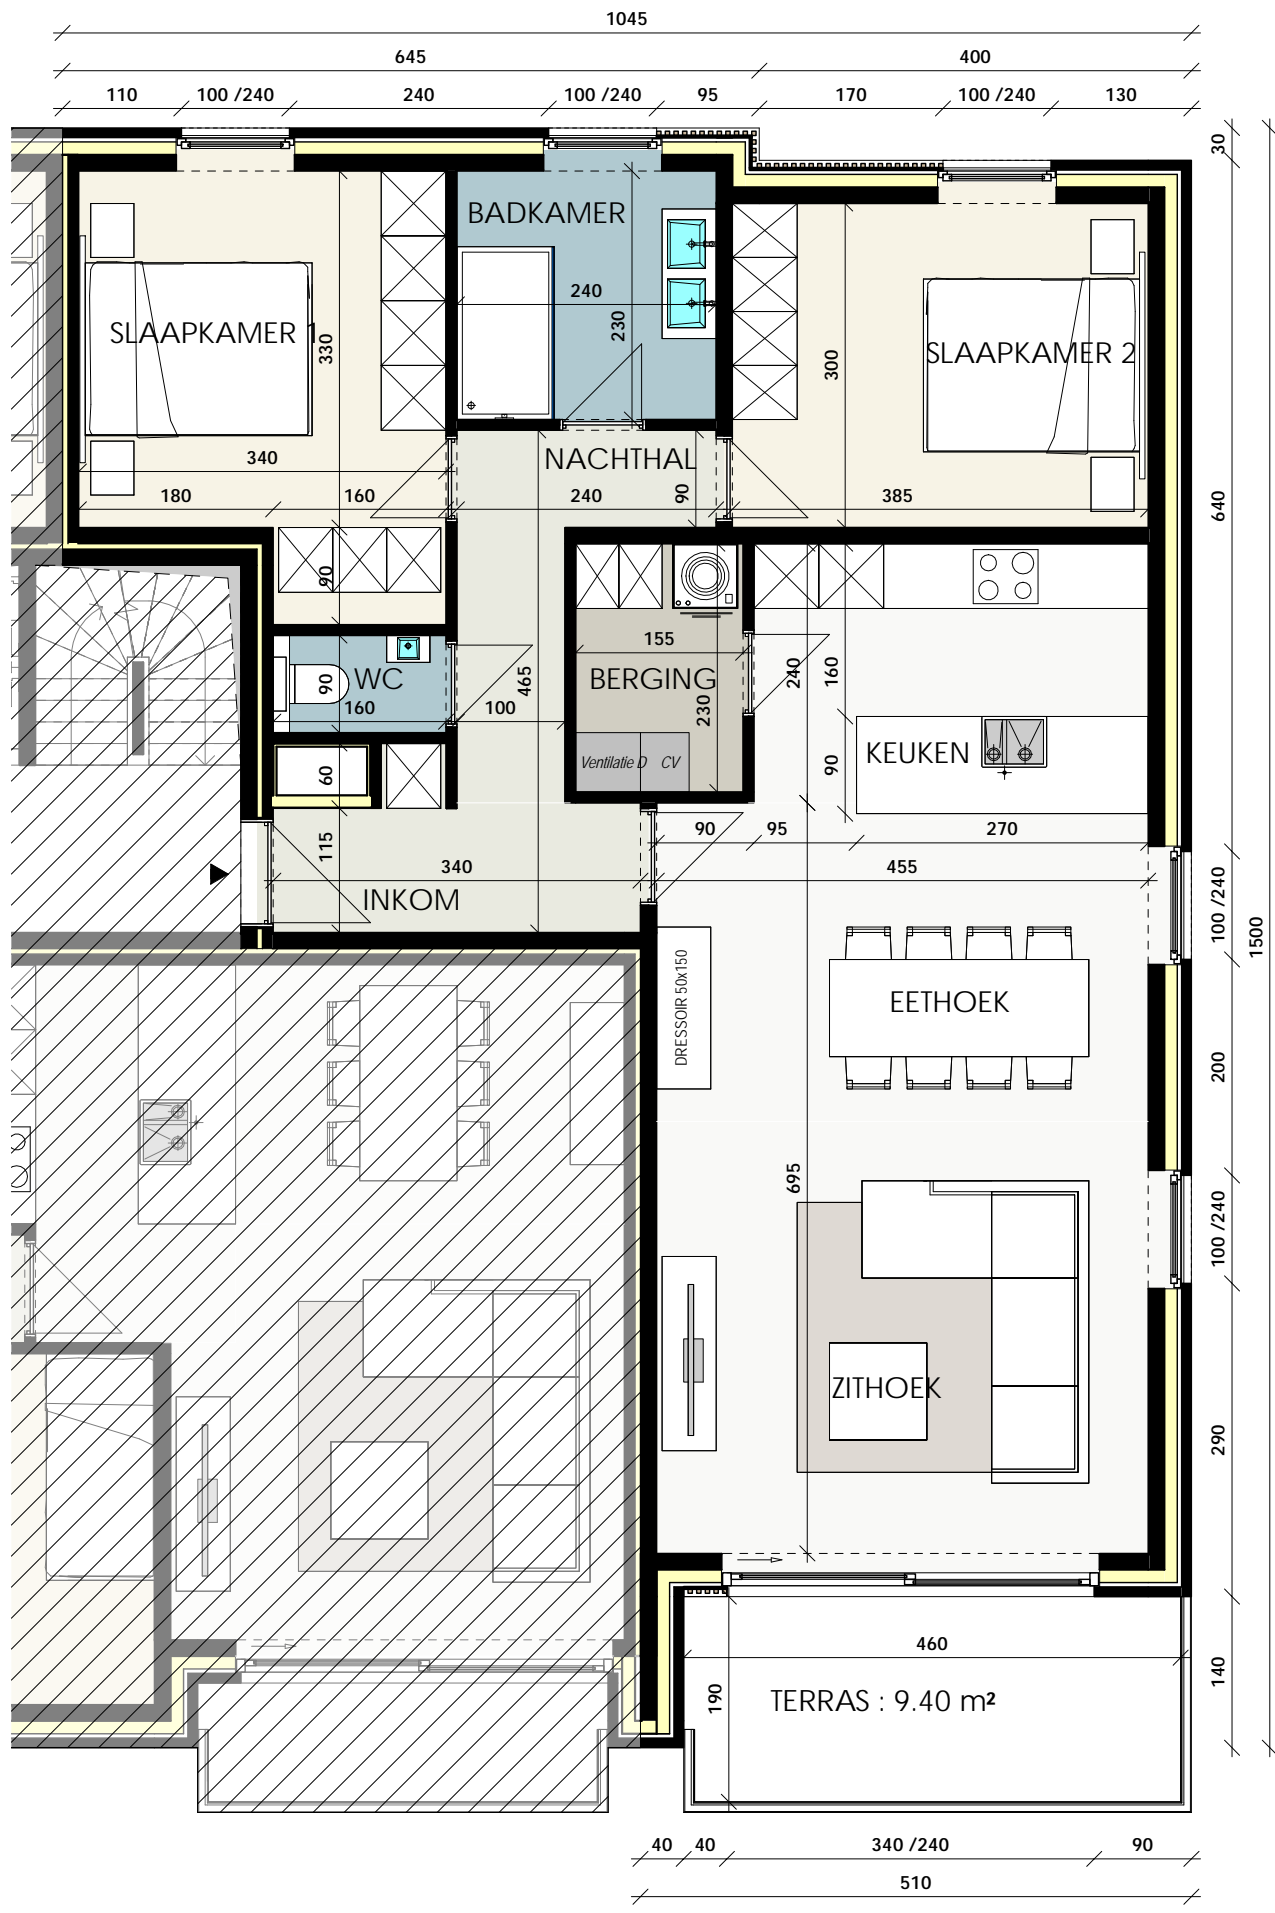 1045
645 400
110 100 /240 240 100 /240 95 170 100 /240 130
30
BADKAMER
240
230
SLAAPKAMER 1
330
SLAAPKAMER 2
300
NACHTHAL
340
180 160 240 90 385
640
90
155
BERGING
WC
90
160 100
465
240
160
230
KEUKEN
90
Ventilatie D CV
60
115
90 95 270
340 455
INKOM
100 /240
1500
DRESSOIR 50x150
EETHOEK
200
695
100 /240
ZITHOEK
290
460
190
TERRAS : 9.40 m²
140
40 40 340 /240 90
510